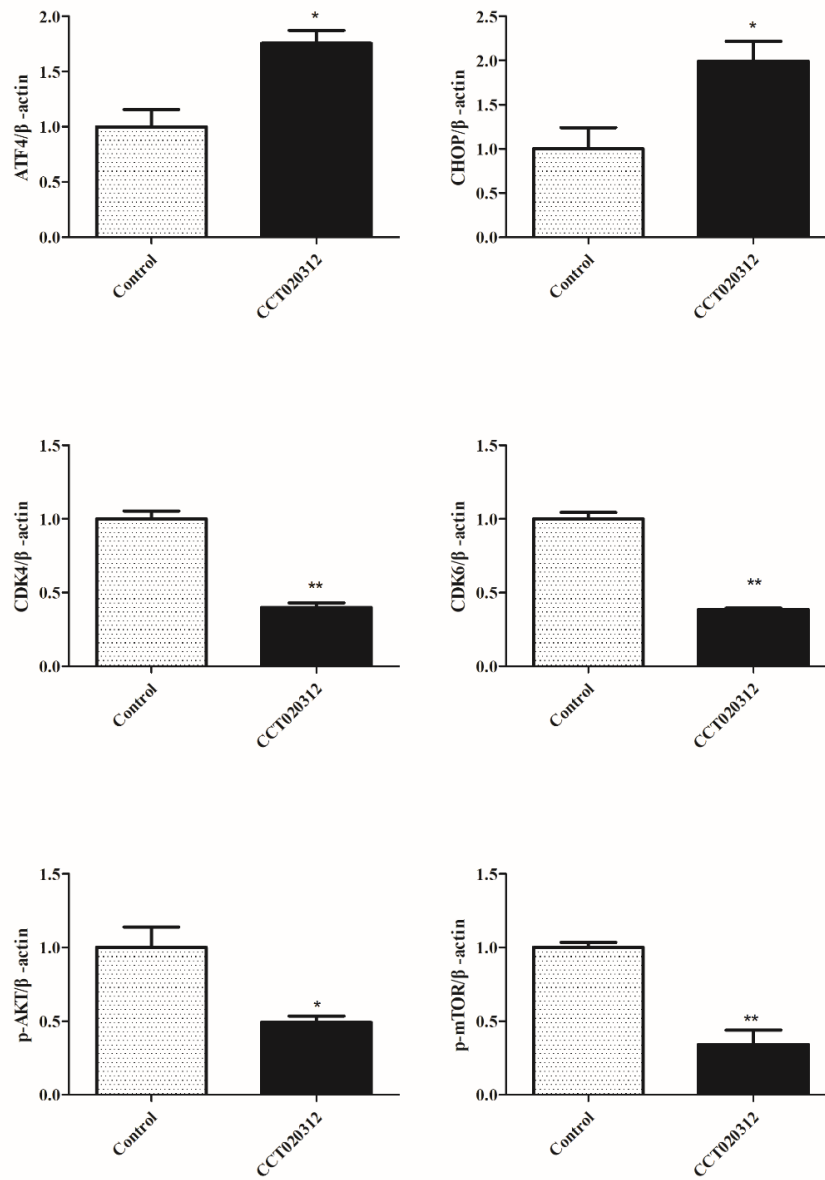 ATF4/β -actin
2.0
1.5
1.0
0.5
0.0
*
Control
CCT020312
CHOP/β -actin
2.5
2.0
1.5
1.0
0.5
0.0
*
Control
CCT020312
CDK4/β -actin
1.5
1.0
0.5
0.0
**
Control
CCT020312
CDK6/β -actin
1.5
1.0
0.5
0.0
**
Control
CCT020312
p-AKT/β -actin
1.5
1.0
0.5
0.0
*
Control
CCT020312
p-mTOR/β -actin
1.5
1.0
0.5
0.0
**
Control
CCT020312